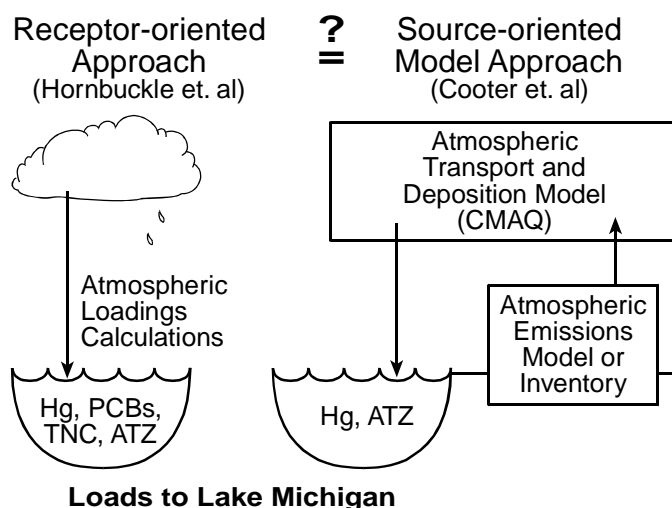 Receptor-oriented
Approach
(Hornbuckle et. al)
?
=
Source-oriented
Model Approach
(Cooter et. al)
Atmospheric
Transport and
Deposition Model
(CMAQ)
Atmospheric
Loadings
Calculations
Atmospheric
Emissions
Model or
Inventory
Hg, PCBs,
TNC, ATZ
Hg, ATZ
Loads to Lake Michigan